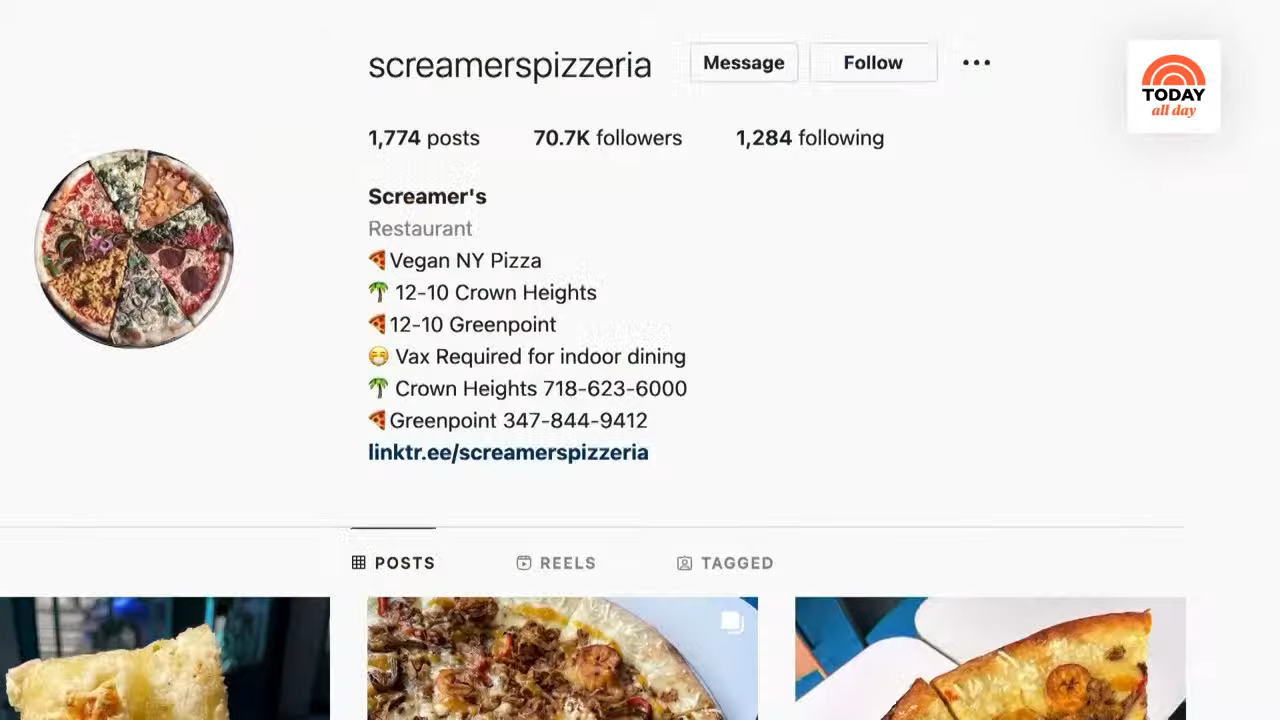 screamerspizzeria Message Follow
TODAY
all day
1,774 posts 70.7K followers 1,284 following
Screamer's
Restaurant
🍕Vegan NY Pizza
🌴 12-10 Crown Heights
🍕12-10 Greenpoint
😷 Vax Required for indoor dining
🌴 Crown Heights 718-623-6000
🍕Greenpoint 347-844-9412
linktr.ee/screamerspizzeria
POSTS REELS TAGGED